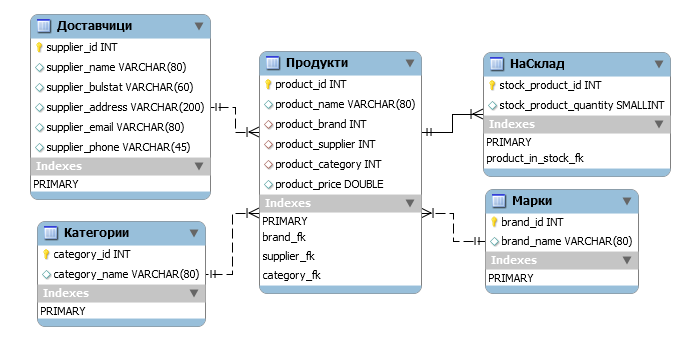 Доставчици
supplier_id INT
supplier_name VARCHAR(80)
supplier_bulstat VARCHAR(60)
supplier_address VARCHAR(200)
supplier_email VARCHAR(80)
supplier_phone VARCHAR(45)
Indexes
PRIMARY
Категории
category_id INT
category_name VARCHAR(80)
Indexes
PRIMARY
Продукти
product_id INT
product_name VARCHAR(80)
product_brand INT
product_supplier INT
product_category INT
product_price DOUBLE
Indexes
PRIMARY
brand_fk
supplier_fk
category_fk
НаСклад
stock_product_id INT
stock_product_quantity SMALLINT
Indexes
PRIMARY
product_in_stock_fk
Марки
brand_id INT
brand_name VARCHAR(80)
Indexes
PRIMARY